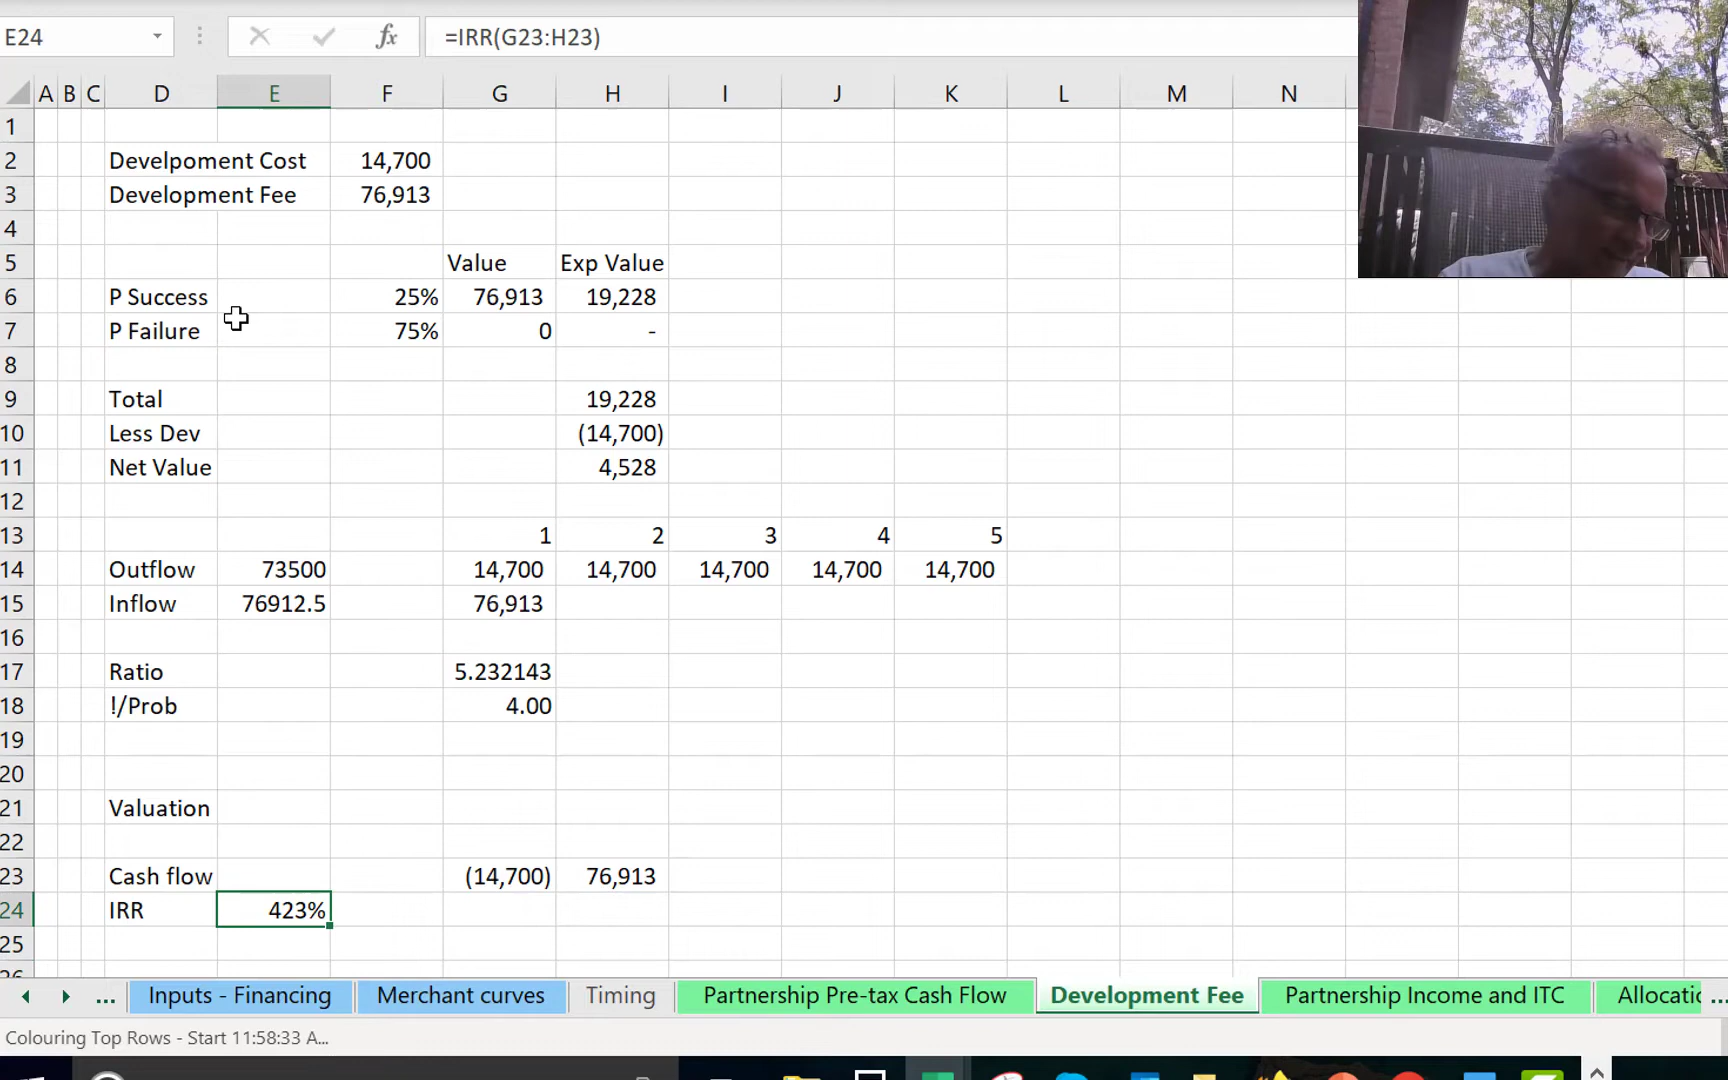 E24 fx =IRR(G23:H23)
A B C D E F G H I J K L M N
1
2 Develpoment Cost 14,700
3 Development Fee 76,913
4
5 Value Exp Value
6 P Success 25% 76,913 19,228
7 P Failure 75% 0 -
8
9 Total 19,228
10 Less Dev (14,700)
11 Net Value 4,528
12
13 1 2 3 4 5
14 Outflow 73500 14,700 14,700 14,700 14,700 14,700
15 Inflow 76912.5 76,913
16
17 Ratio 5.232143
18 !/Prob 4.00
19
20
21 Valuation
22
23 Cash flow (14,700) 76,913
24 IRR 423%
25
26
... Inputs - Financing Merchant curves Timing Partnership Pre-tax Cash Flow Development Fee Partnership Income and ITC Allocatic ...
Colouring Top Rows - Start 11:58:33 A...